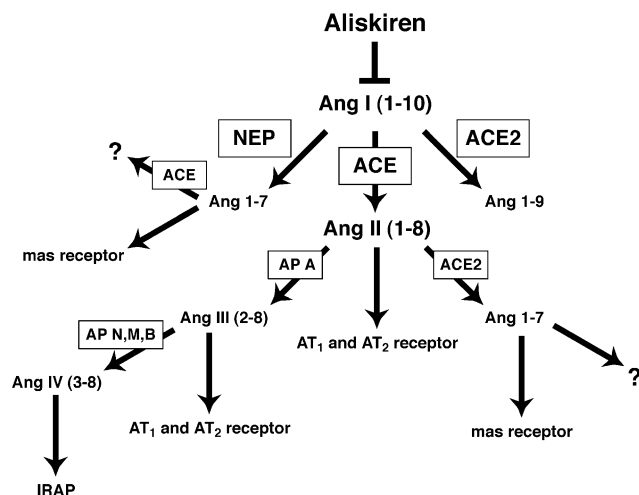 Aliskiren
Ang I (1-10)
NEP
ACE2
ACE
?
ACE
Ang 1-7
Ang 1-9
Ang II (1-8)
mas receptor
AP A
ACE2
Ang III (2-8)
Ang 1-7
AP N,M,B
AT1 and AT2 receptor
Ang IV (3-8)
?
AT1 and AT2 receptor
mas receptor
IRAP